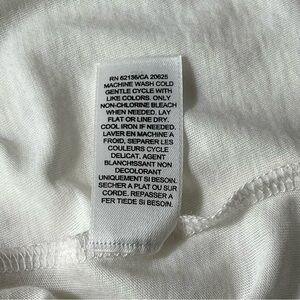 RN 62136/CA 20625
MACHINE WASH COLD
GENTLE CYCLE WITH
LIKE COLORS. ONLY
NON-CHLORINE BLEACH
WHEN NEEDED. LAY
FLAT OR LINE DRY.
COOL IRON IF NEEDED.
LAVER EN MACHINE A
FROID, SEPARER LES
COULEURS CYCLE
DELICAT. AGENT
BLANCHISSANT NON
DECOLORANT
UNIQUEMENT SI BESOIN.
SECHER A PLAT OU SUR
CORDE. REPASSER A
FER TIEDE SI BESOIN.